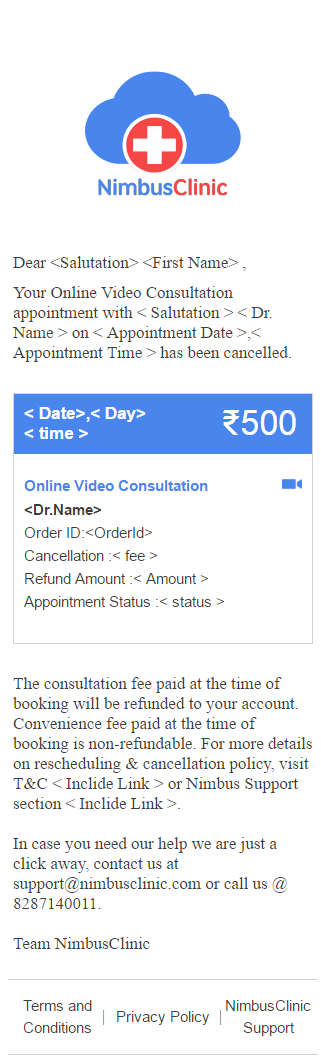 NimbusClinic
Dear <Salutation> <First Name> ,
Your Online Video Consultation
appointment with < Salutation > < Dr.
Name > on < Appointment Date >,<
Appointment Time > has been cancelled.
< Date>,< Day>
< time >
₹500
Online Video Consultation
<Dr.Name>
Order ID:<OrderId>
Cancellation :< fee >
Refund Amount :< Amount >
Appointment Status :< status >
The consultation fee paid at the time of
booking will be refunded to your account.
Convenience fee paid at the time of
booking is non-refundable. For more details
on rescheduling & cancellation policy, visit
T&C < Inclide Link > or Nimbus Support
section < Inclide Link >.
In case you need our help we are just a
click away, contact us at
support@nimbusclinic.com or call us @
8287140011.
Team NimbusClinic
Terms and
Conditions
| Privacy Policy |
NimbusClinic
Support